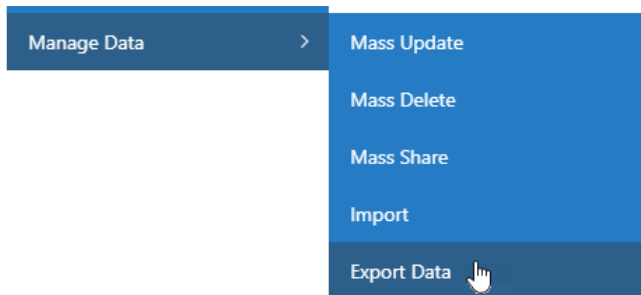 Manage Data
Mass Update
Mass Delete
Mass Share
Import
Export Data